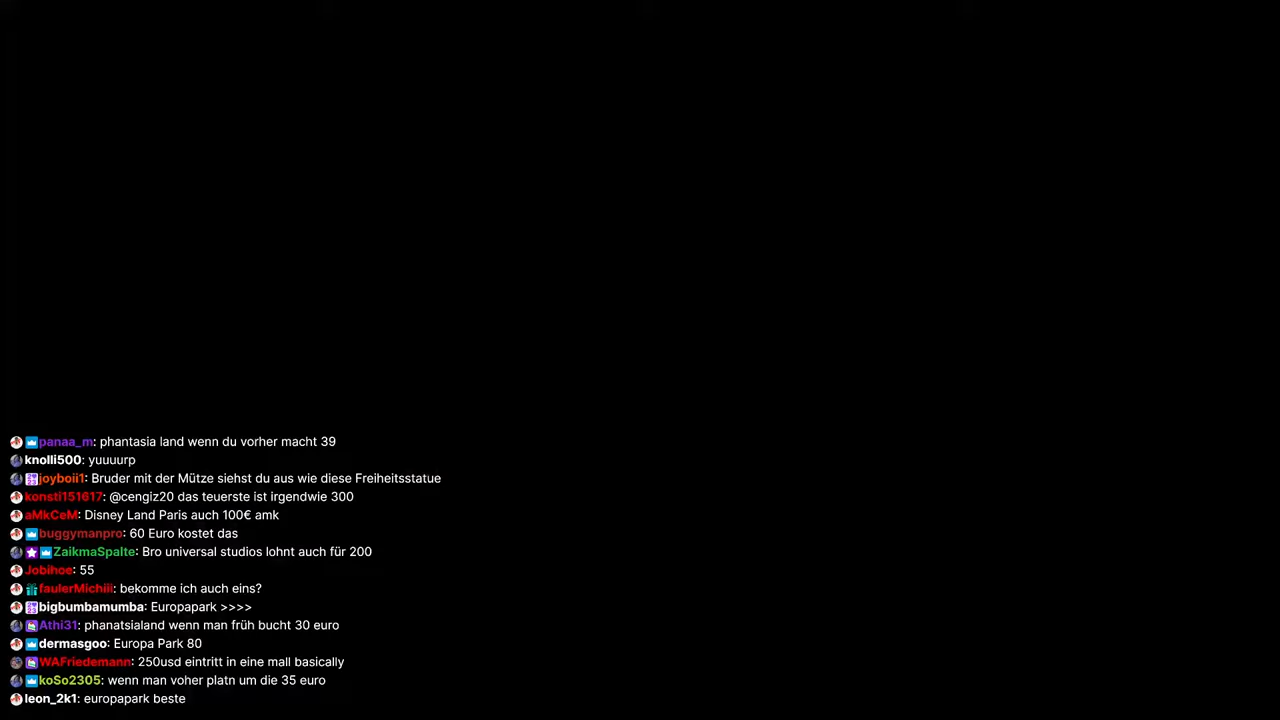 panaa_m: phantasia land wenn du vorher macht 39
knolli500: yuuuurp
joyboii1: Bruder mit der Mütze siehst du aus wie diese Freiheitsstatue
konsti151617: @cengiz20 das teuerste ist irgendwie 300
aMkCeM: Disney Land Paris auch 100€ amk
buggymanpro: 60 Euro kostet das
ZaikmaSpalte: Bro universal studios lohnt auch für 200
Jobihoe: 55
faulerMichiii: bekomme ich auch eins?
bigbumbamumba: Europapark >>>>
Athi31: phanatsialand wenn man früh bucht 30 euro
dermasgoo: Europa Park 80
WAFriedemann: 250usd eintritt in eine mall basically
koSo2305: wenn man voher platn um die 35 euro
leon_2k1: europapark beste